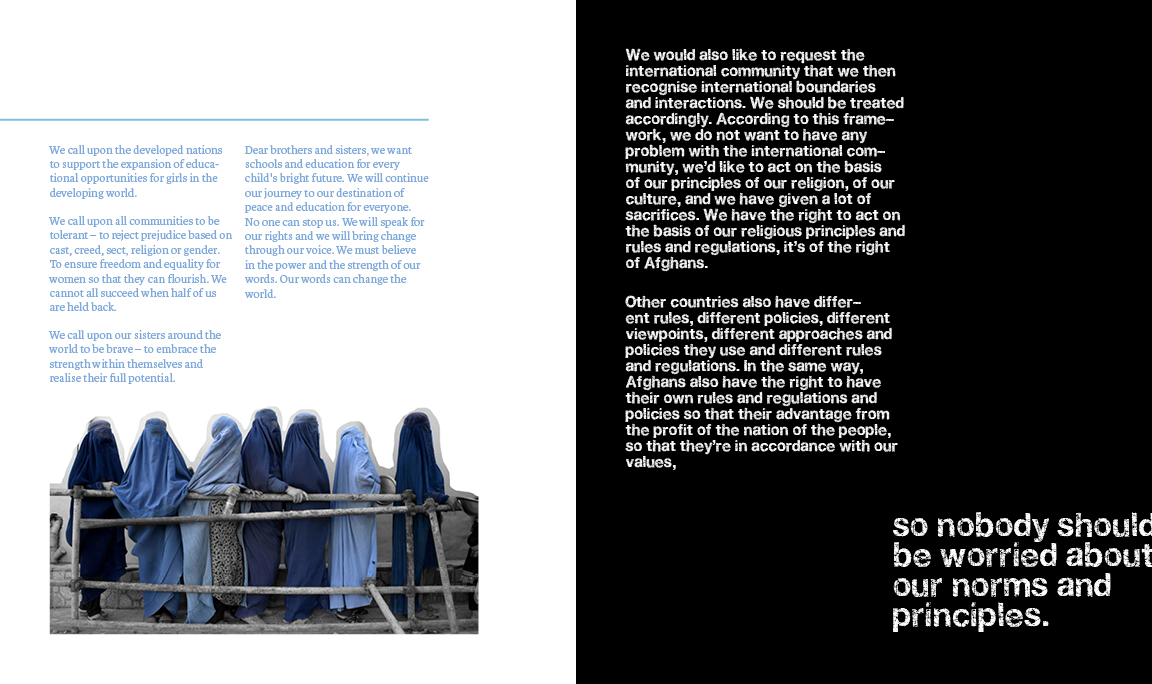 We call upon the developed nations
to support the expansion of educa-
tional opportunities for girls in the
developing world.
We call upon all communities to be
tolerant – to reject prejudice based on
cast, creed, sect, religion or gender.
To ensure freedom and equality for
women so that they can flourish. We
cannot all succeed when half of us
are held back.
We call upon our sisters around the
world to be brave – to embrace the
strength within themselves and
realise their full potential.
Dear brothers and sisters, we want
schools and education for every
child's bright future. We will continue
our journey to our destination of
peace and education for everyone.
No one can stop us. We will speak for
our rights and we will bring change
through our voice. We must believe
in the power and the strength of our
words. Our words can change the
world.
We would also like to request the
international community that we then
recognise international boundaries
and interactions. We should be treated
accordingly. According to this frame–
work, we do not want to have any
problem with the international com–
munity, we'd like to act on the basis
of our principles of our religion, of our
culture, and we have given a lot of
sacrifices. We have the right to act on
the basis of our religious principles and
rules and regulations, it's of the right
of Afghans.
Other countries also have differ–
ent rules, different policies, different
viewpoints, different approaches and
policies they use and different rules
and regulations. In the same way,
Afghans also have the right to have
their own rules and regulations and
policies so that their advantage from
the profit of the nation of the people,
so that they're in accordance with our
values,
so nobody should
be worried about
our norms and
principles.